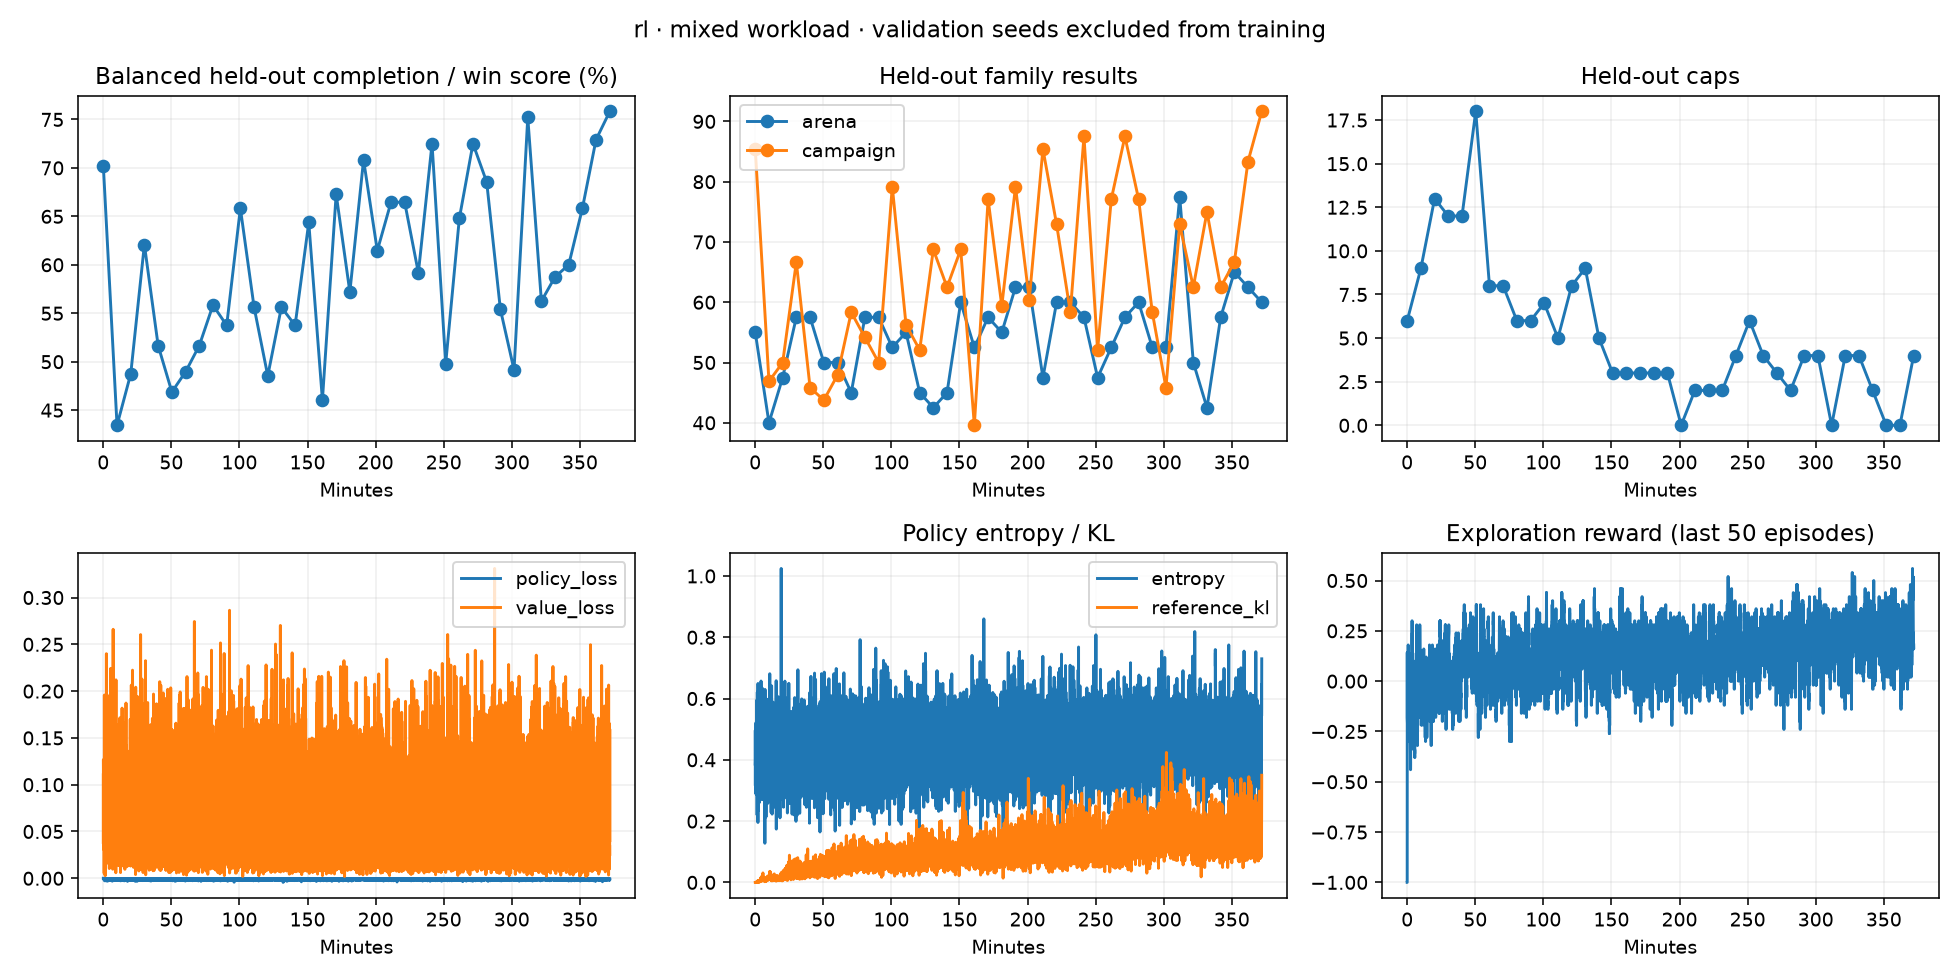 rl · mixed workload · validation seeds excluded from training
Balanced held-out completion / win score (%)
75
70
65
60
55
50
45
0 50 100 150 200 250 300 350
Minutes
Held-out family results
arena
campaign
90
80
70
60
50
40
0 50 100 150 200 250 300 350
Minutes
Held-out caps
17.5
15.0
12.5
10.0
7.5
5.0
2.5
0.0
0 50 100 150 200 250 300 350
Minutes
policy_loss
value_loss
0.30
0.25
0.20
0.15
0.10
0.05
0.00
0 50 100 150 200 250 300 350
Minutes
Policy entropy / KL
entropy
reference_kl
1.0
0.8
0.6
0.4
0.2
0.0
0 50 100 150 200 250 300 350
Minutes
Exploration reward (last 50 episodes)
0.50
0.25
0.00
−0.25
−0.50
−0.75
−1.00
0 50 100 150 200 250 300 350
Minutes